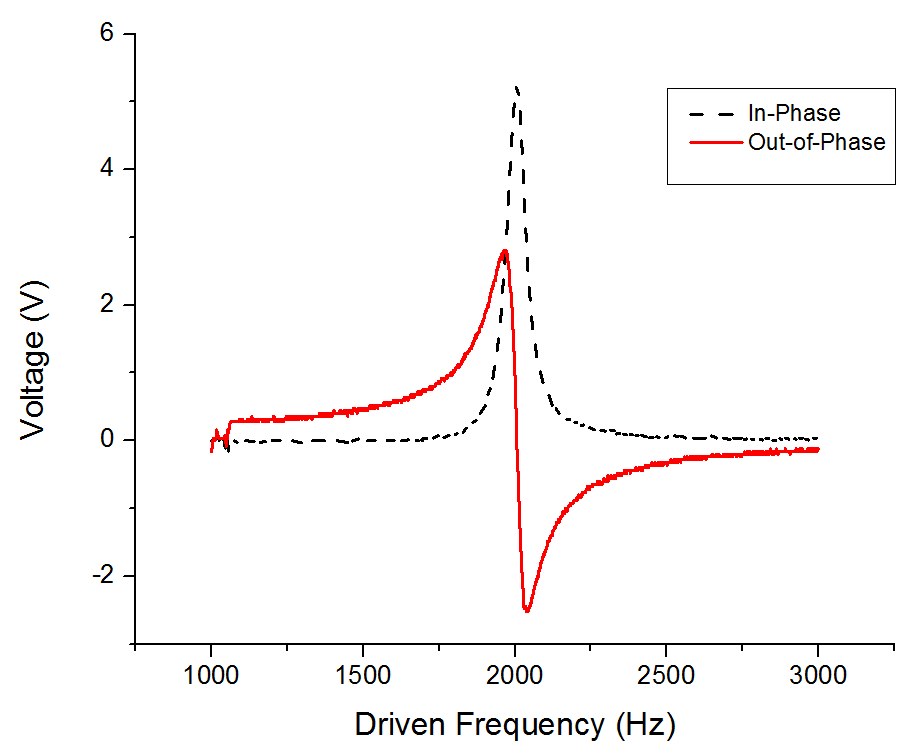 6
4
2
0
-2
Voltage (V)
In-Phase
Out-of-Phase
1000 1500 2000 2500 3000
Driven Frequency (Hz)